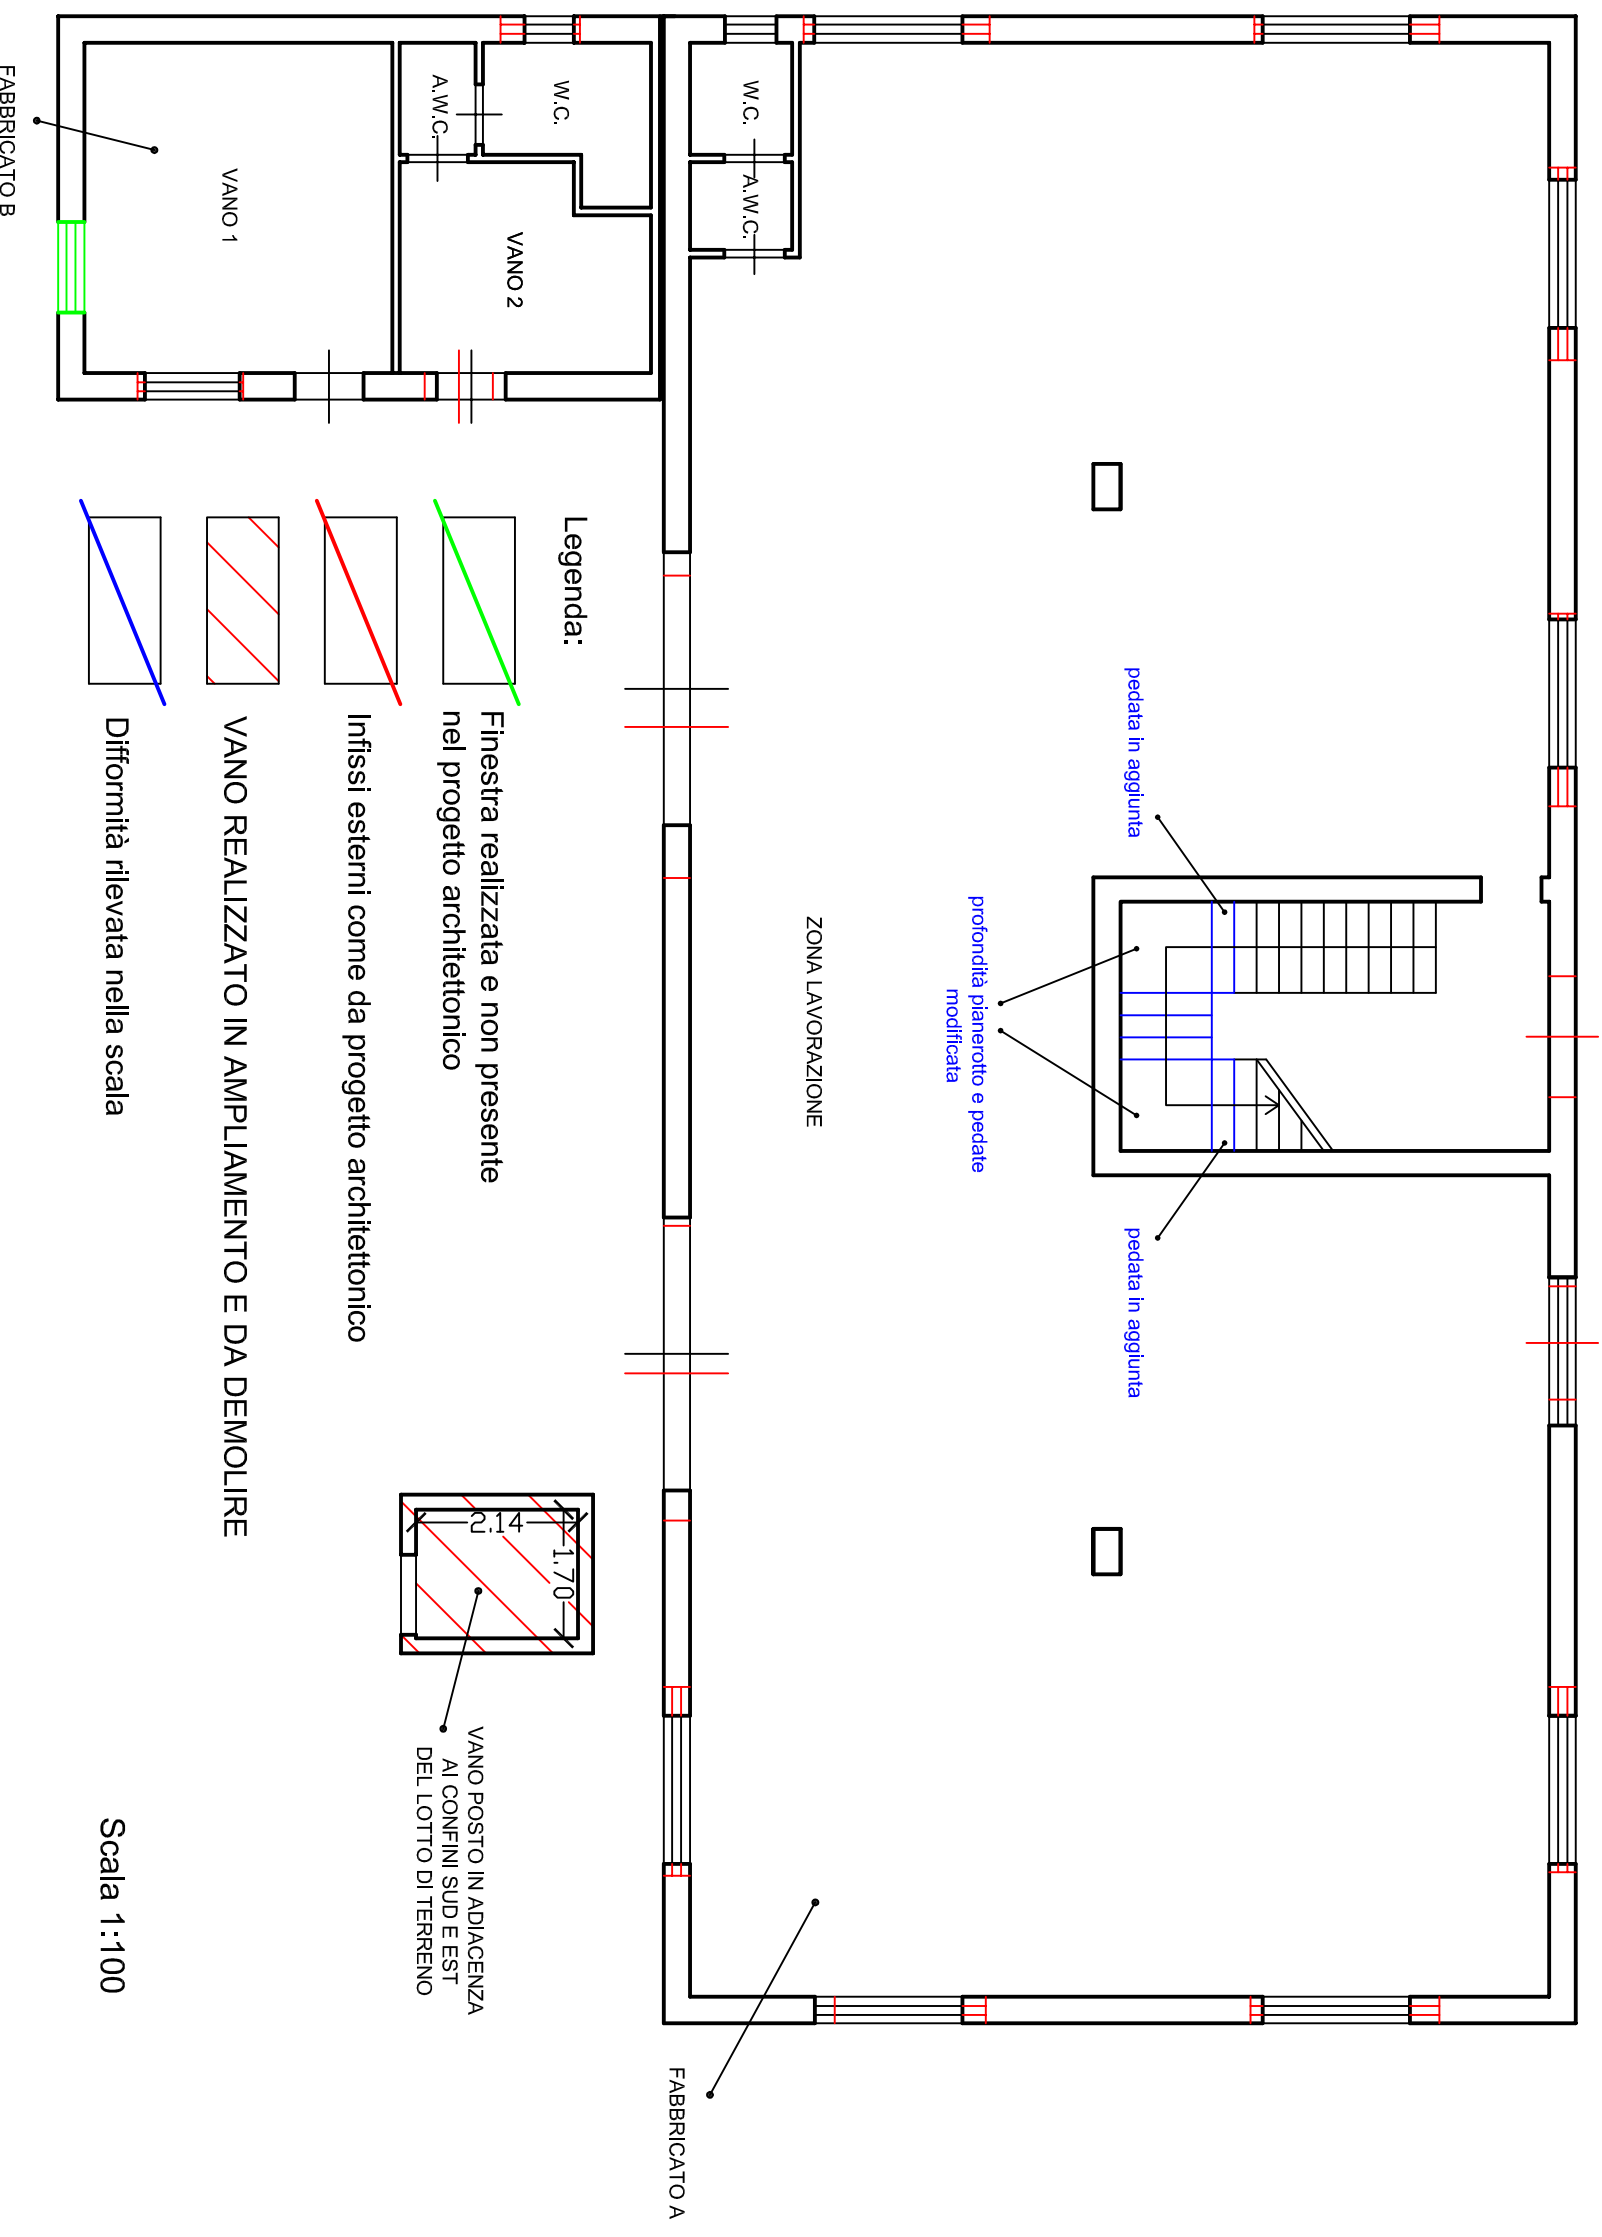 pedata in aggiunta
profondità pianerotto e pedate
modificata
pedata in aggiunta
ZONA LAVORAZIONE
W.C.
A.W.C.
W.C.
A.W.C.
VANO 2
VANO 1
FABBRICATO B
FABBRICATO A
Legenda:
Finestra realizzata e non presente
nel progetto architettonico
Infissi esterni come da progetto architettonico
VANO REALIZZATO IN AMPLIAMENTO E DA DEMOLIRE
Difformità rilevata nella scala
1.70
2.14
VANO POSTO IN ADIACENZA
AI CONFINI SUD E EST
DEL LOTTO DI TERRENO
Scala 1:100